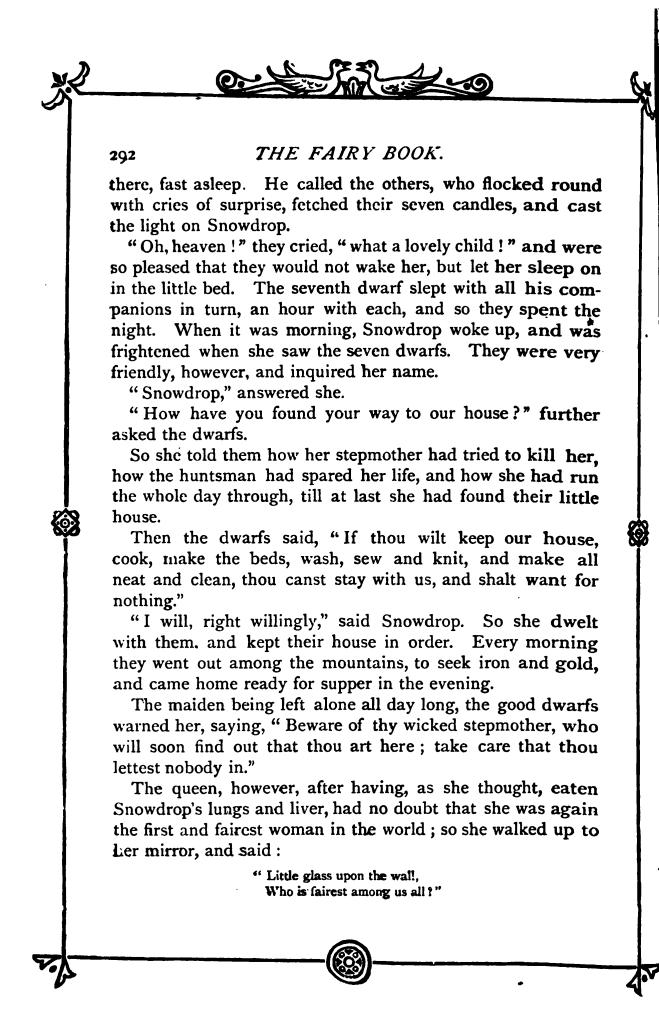 292 THE FAIRY BOOK.
there, fast asleep. He called the others, who flocked round
with cries of surprise, fetched their seven candles, and cast
the light on Snowdrop.
“Oh, heaven!” they cried, “what a lovely child!” and were
so pleased that they would not wake her, but let her sleep on
in the little bed. The seventh dwarf slept with all his com-
panions in turn, an hour with each, and so they spent the
night. When it was morning, Snowdrop woke up, and was
frightened when she saw the seven dwarfs. They were very
friendly, however, and inquired her name.
“Snowdrop,” answered she.
“How have you found your way to our house?” further
asked the dwarfs.
So she told them how her stepmother had tried to kill her,
how the huntsman had spared her life, and how she had run
the whole day through, till at last she had found their little
house.
Then the dwarfs said, “If thou wilt keep our house,
cook, make the beds, wash, sew and knit, and make all
neat and clean, thou canst stay with us, and shalt want for
nothing.”
“I will, right willingly,” said Snowdrop. So she dwelt
with them. and kept their house in order. Every morning
they went out among the mountains, to seek iron and gold,
and came home ready for supper in the evening.
The maiden being left alone all day long, the good dwarfs
warned her, saying, “Beware of thy wicked stepmother, who
will soon find out that thou art here; take care that thou
lettest nobody in.”
The queen, however, after having, as she thought, eaten
Snowdrop's lungs and liver, had no doubt that she was again
the first and fairest woman in the world; so she walked up to
her mirror, and said:
“Little glass upon the wall,
Who is fairest among us all?”